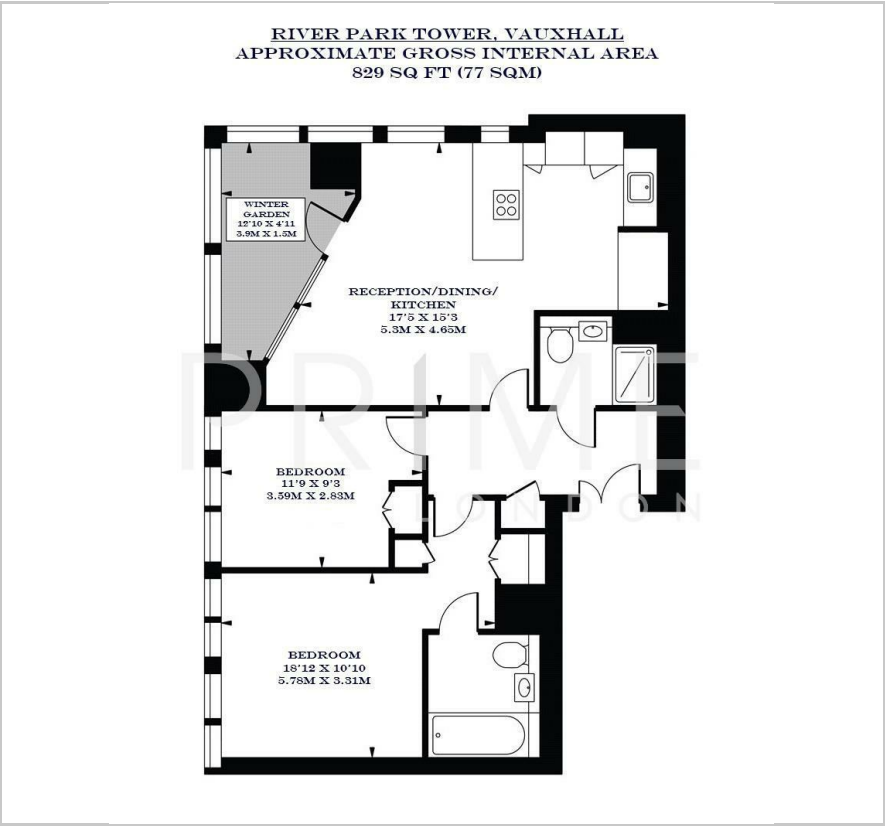 RIVER PARK TOWER, VAUXHALL
APPROXIMATE GROSS INTERNAL AREA
829 SQ FT (77 SQM)
WINTER
GARDEN
12'10 X 4'11
3.9M X 1.5M
RECEPTION/DINING/
KITCHEN
17'5 X 15'3
5.3M X 4.65M
PRIME
LONDON
BEDROOM
11'9 X 9'3
3.59M X 2.83M
BEDROOM
18'12 X 10'10
5.78M X 3.31M